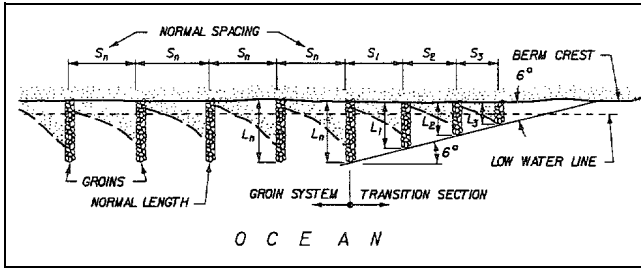 NORMAL SPACING
Sn Sn Sn Sn S1 S2 S3
BERM CREST
6°
Ln Ln L1 L2 L3
6°
LOW WATER LINE
GROINS
NORMAL LENGTH
GROIN SYSTEM TRANSITION SECTION
OCEAN